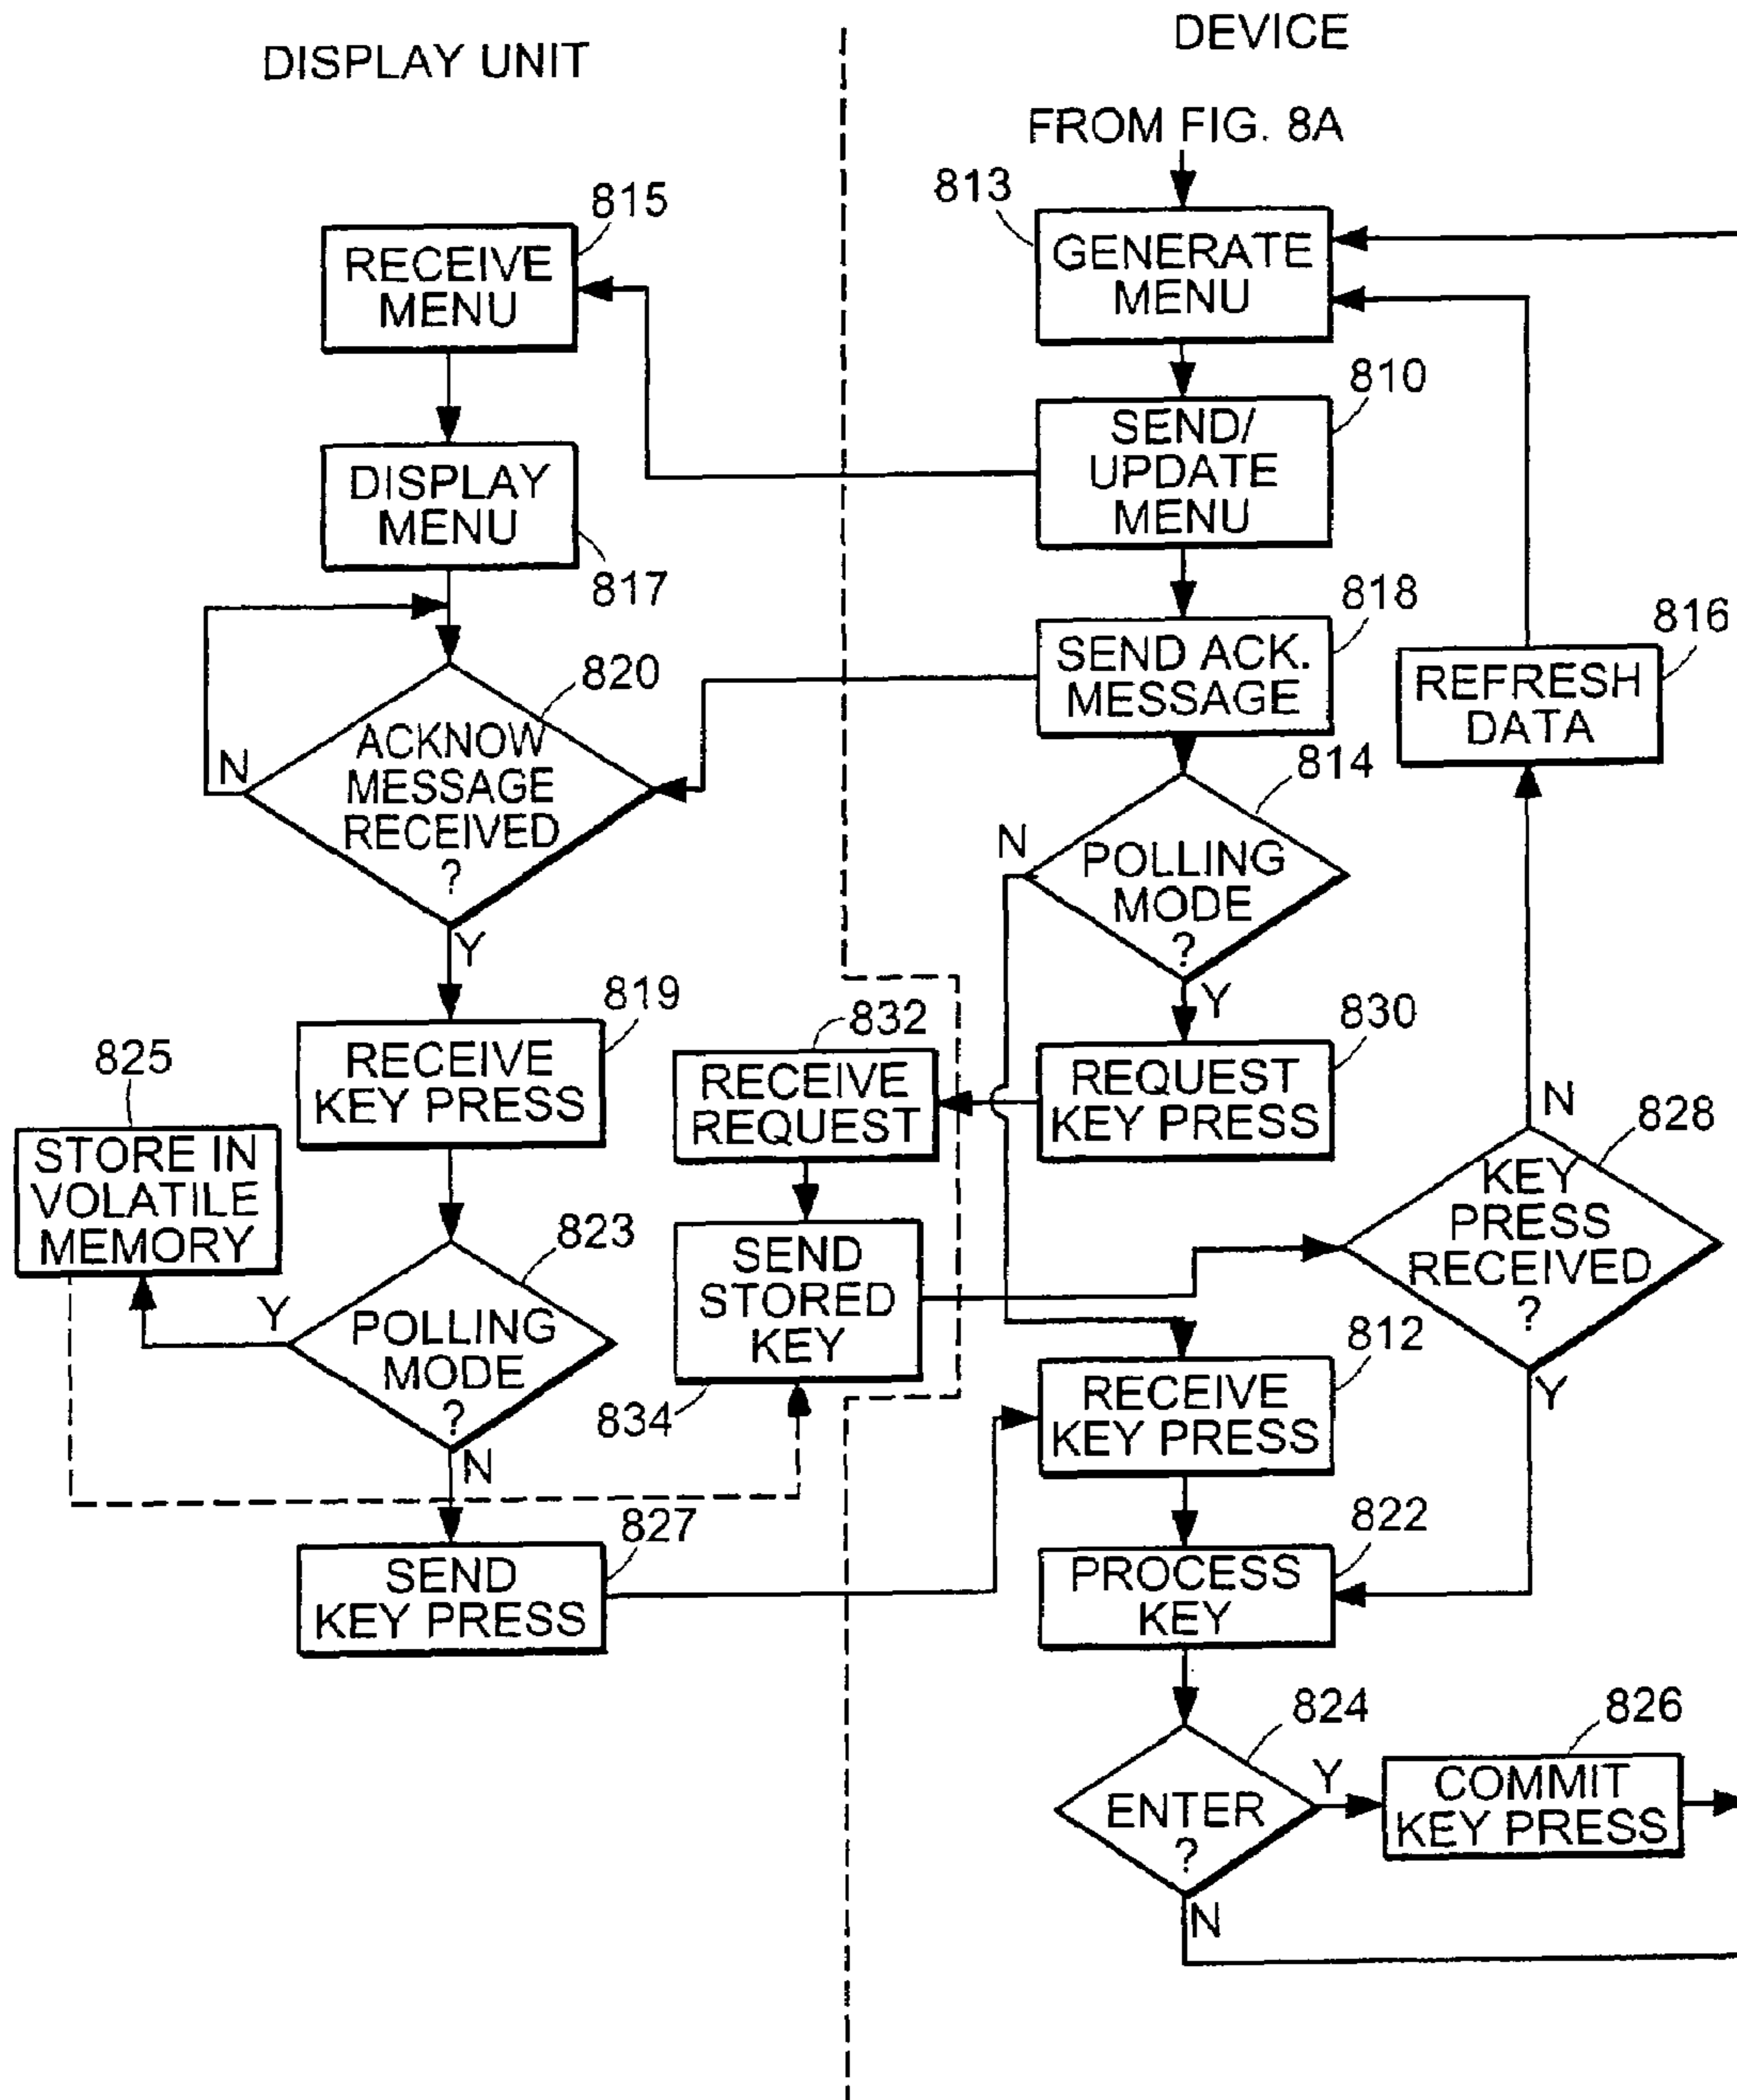 DISPLAY UNIT
DEVICE
FROM FIG. 8A
813
GENERATE
MENU
815
RECEIVE
MENU
810
SEND/
UPDATE
MENU
DISPLAY
MENU
817
818
SEND ACK.
MESSAGE
816
REFRESH
DATA
820
ACKNOW
MESSAGE
RECEIVED
?
N
Y
814
POLLING
MODE
?
N
Y
819
RECEIVE
KEY PRESS
832
RECEIVE
REQUEST
830
REQUEST
KEY PRESS
N
828
KEY
PRESS
RECEIVED
?
Y
825
STORE IN
VOLATILE
MEMORY
823
Y
POLLING
MODE
?
N
SEND
STORED
KEY
834
812
RECEIVE
KEY PRESS
827
SEND
KEY PRESS
822
PROCESS
KEY
824
ENTER
?
Y
N
826
COMMIT
KEY PRESS